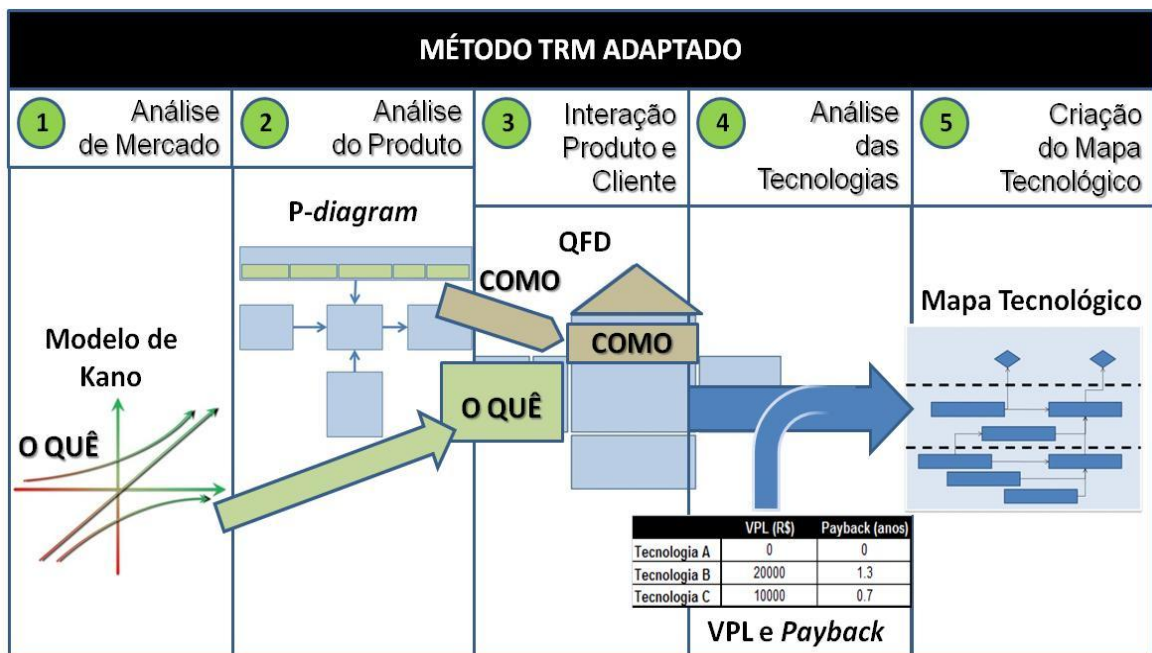 MÉTODO TRM ADAPTADO
1
Análise
de Mercado
2
Análise
do Produto
3
Interação
Produto e
Cliente
4
Análise
das
Tecnologias
5
Criação
do Mapa
Tecnológico
Modelo de
Kano
O QUÊ
P-diagram
COMO
QFD
COMO
O QUÊ
VPL (R$) Payback (anos)
Tecnologia A 0 0
Tecnologia B 20000 1.3
Tecnologia C 10000 0.7
VPL e Payback
Mapa Tecnológico